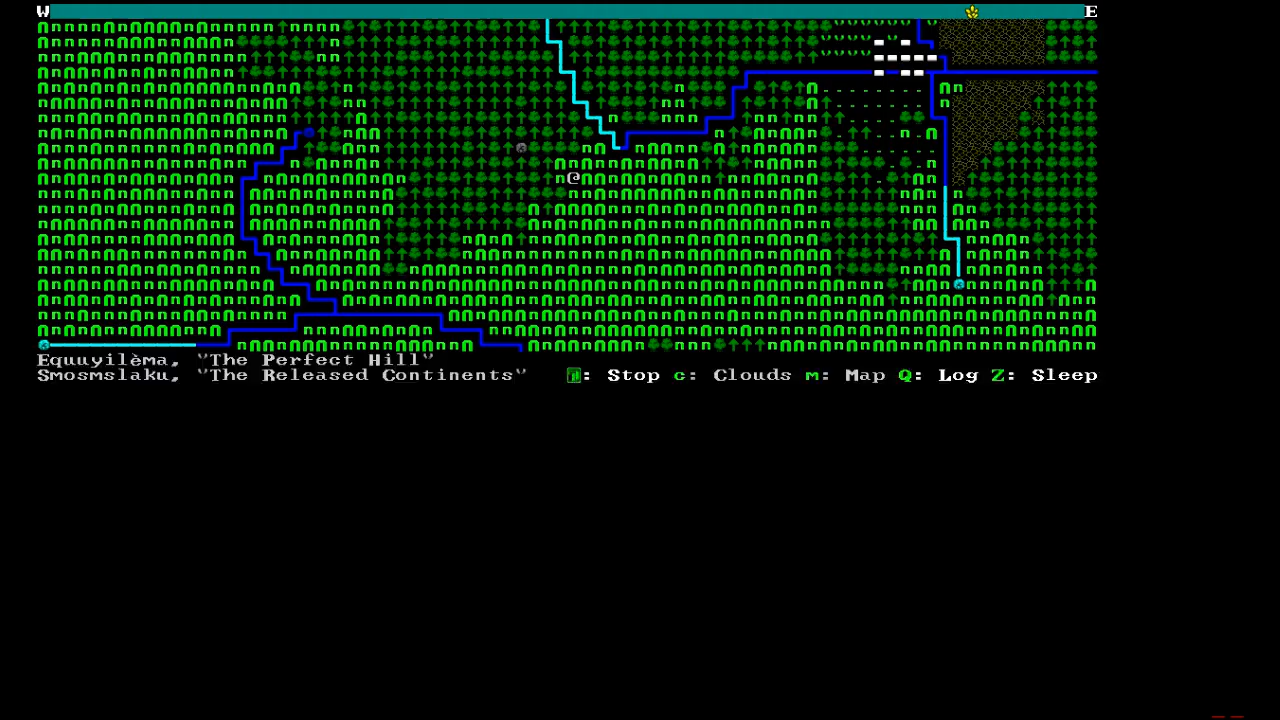 W E
Equuyilèma, "The Perfect Hill"
Smosmslaku, "The Released Continents" : Stop c: Clouds m: Map Q: Log Z: Sleep